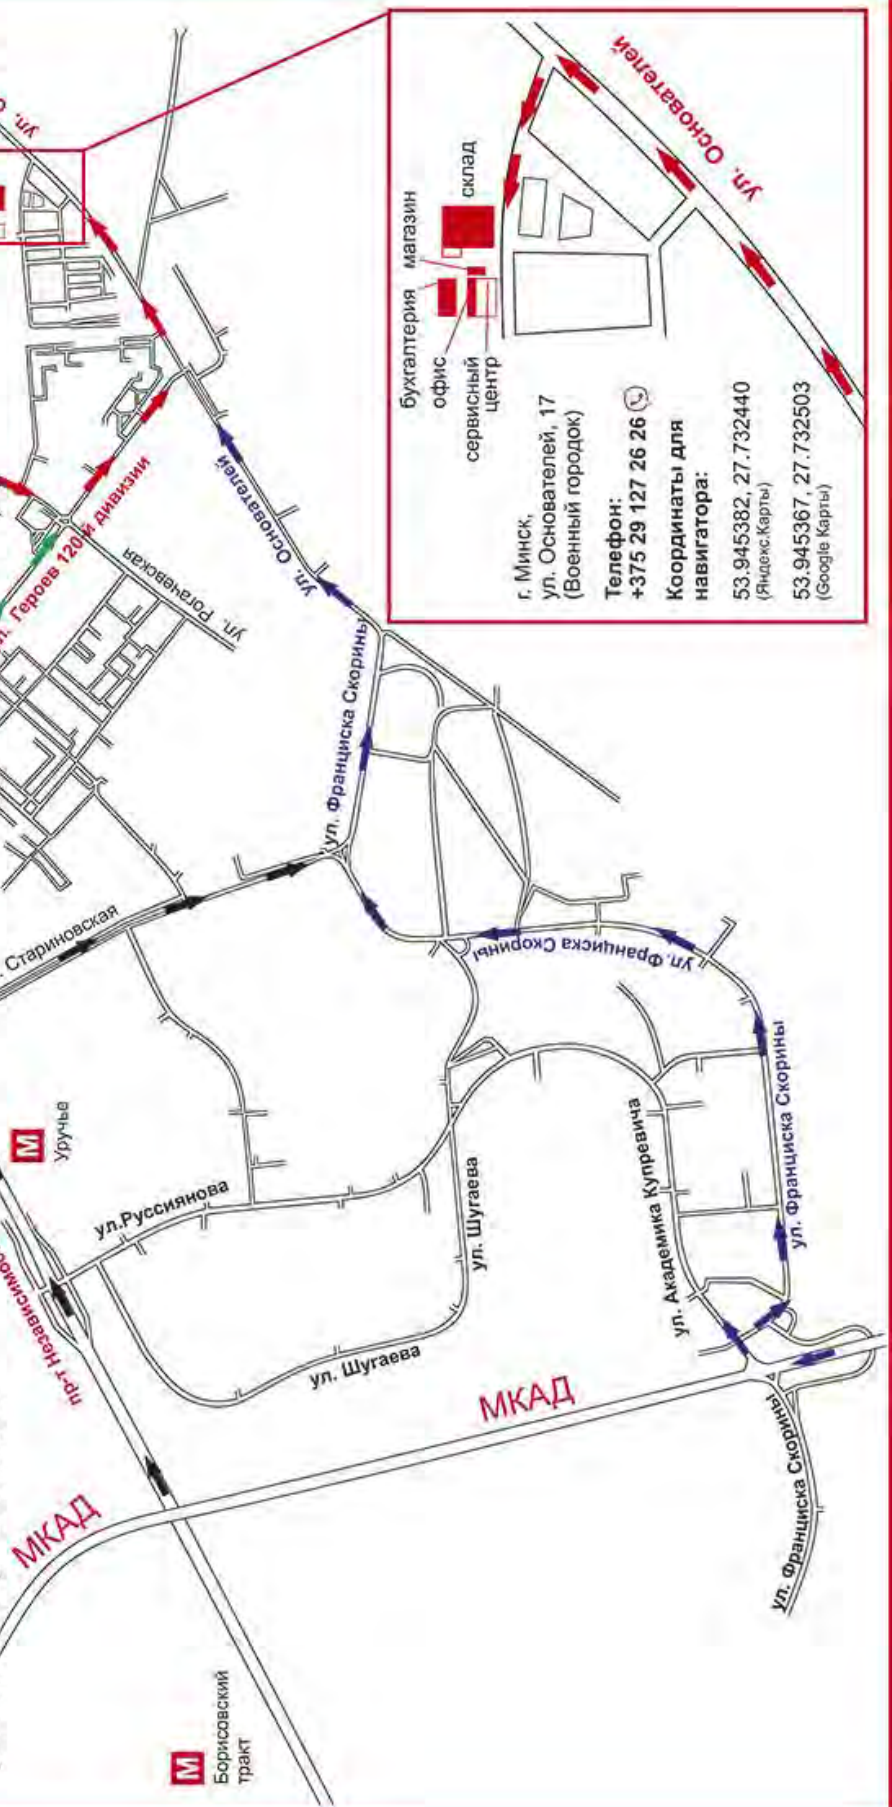 МКАД
МКАД
Борисовский
тракт
Уручье
пр-т Независимос
ул.Руссиянова
ул. Шугаева
ул. Шугаева
ул. Академика Купревича
ул. Франциска Скорины
ул. Франциска Скорины
ул.Франциска Скорины
ул. Франциска Скорины
Стариновская
ул. Рогачевская
Героев 120-й дивизии
ул. Основателей
ул. О
бухгалтерия
магазин
офис
склад
сервисный
центр
ул. Основателей
г. Минск,
ул. Основателей, 17
(Военный городок)
Телефон:
+375 29 127 26 26
Координаты для
навигатора:
53.945382, 27.732440
(Яндекс.Карты)
53.945367, 27.732503
(Google Карты)